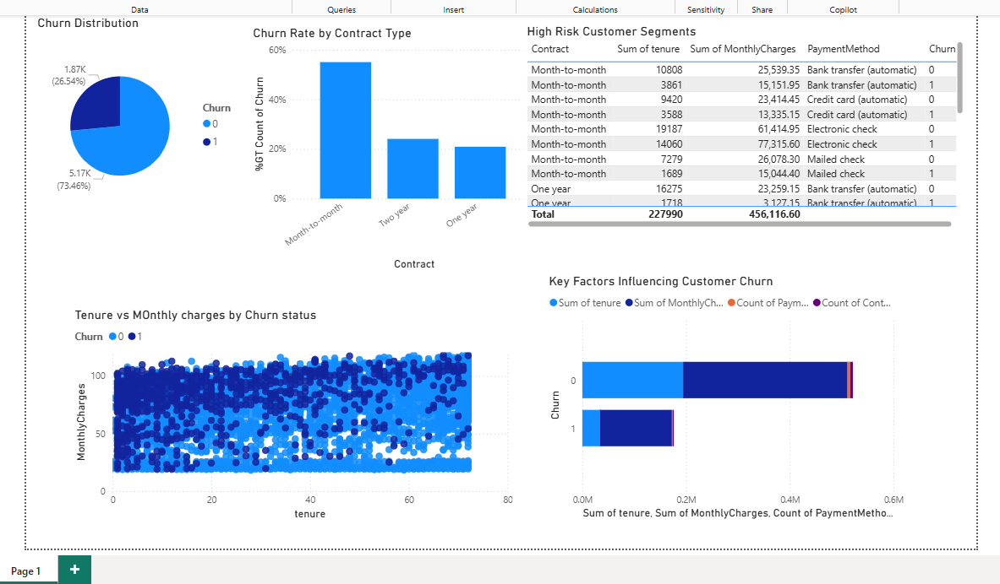 Data Queries Insert Calculations Sensitivity Share Copilot
Churn Distribution
1.87K
(26.54%)
5.17K
(73.46%)
Churn
0
1
Churn Rate by Contract Type
%GT Count of Churn
60%
40%
20%
0%
Month-to-month
Two year
One year
Contract
High Risk Customer Segments
Contract Sum of tenure Sum of MonthlyCharges PaymentMethod Churn
Month-to-month 10808 25,539.35 Bank transfer (automatic) 0
Month-to-month 3861 15,151.95 Bank transfer (automatic) 1
Month-to-month 9420 23,414.45 Credit card (automatic) 0
Month-to-month 3588 13,335.15 Credit card (automatic) 1
Month-to-month 19187 61,414.95 Electronic check 0
Month-to-month 14060 77,315.60 Electronic check 1
Month-to-month 7279 26,078.30 Mailed check 0
Month-to-month 1689 15,044.40 Mailed check 1
One year 16275 23,259.15 Bank transfer (automatic) 0
One year 1718 3,127.15 Bank transfer (automatic) 1
Total 227990 456,116.60
Tenure vs MOnthly charges by Churn status
Churn 0 1
MonthlyCharges
100
50
0
0 20 40 60 80
tenure
Key Factors Influencing Customer Churn
Sum of tenure Sum of MonthlyCh... Count of Paym... Count of Cont...
Churn
0
1
0.0M 0.2M 0.4M 0.6M
Sum of tenure, Sum of MonthlyCharges, Count of PaymentMetho...
Page 1 +